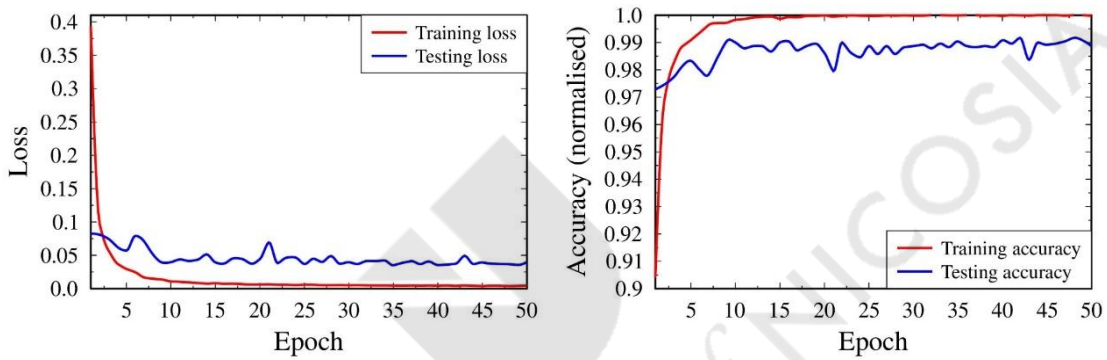 0.4
0.35
0.3
0.25
0.2
0.15
0.1
0.05
0.0
Loss
5 10 15 20 25 30 35 40 45 50
Epoch
Training loss
Testing loss
1.0
0.99
0.98
0.97
0.96
0.95
0.94
0.93
0.92
0.91
0.9
Accuracy (normalised)
5 10 15 20 25 30 35 40 45 50
Epoch
Training accuracy
Testing accuracy
NICOSIA